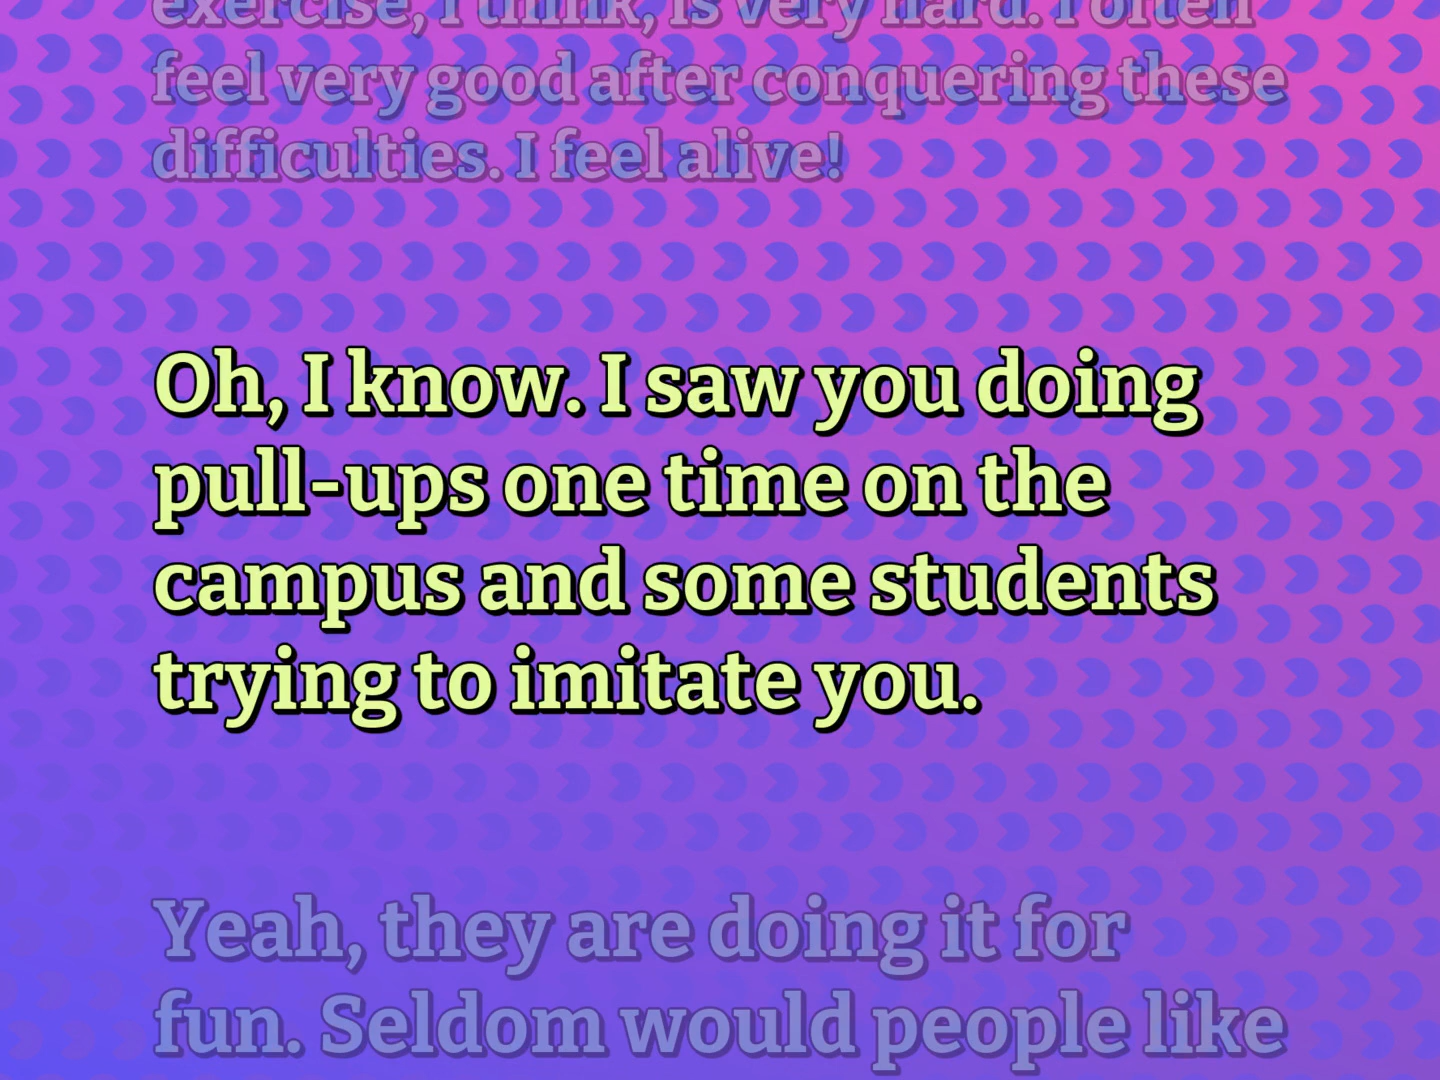 exercise, I think, is very hard. I often
feel very good after conquering these
difficulties. I feel alive!
Oh, I know. I saw you doing
pull-ups one time on the
campus and some students
trying to imitate you.
Yeah, they are doing it for
fun. Seldom would people like